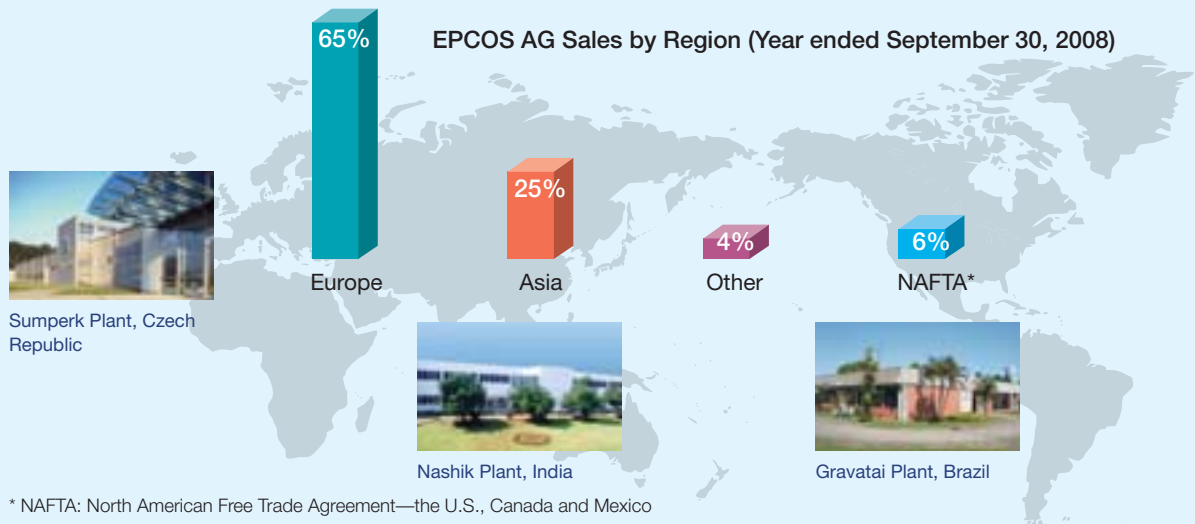 EPCOS AG Sales by Region (Year ended September 30, 2008)
65%
25%
4%
6%
Europe
Asia
Other
NAFTA*
Sumperk Plant, Czech
Republic
Nashik Plant, India
Gravatai Plant, Brazil
* NAFTA: North American Free Trade Agreement—the U.S., Canada and Mexico